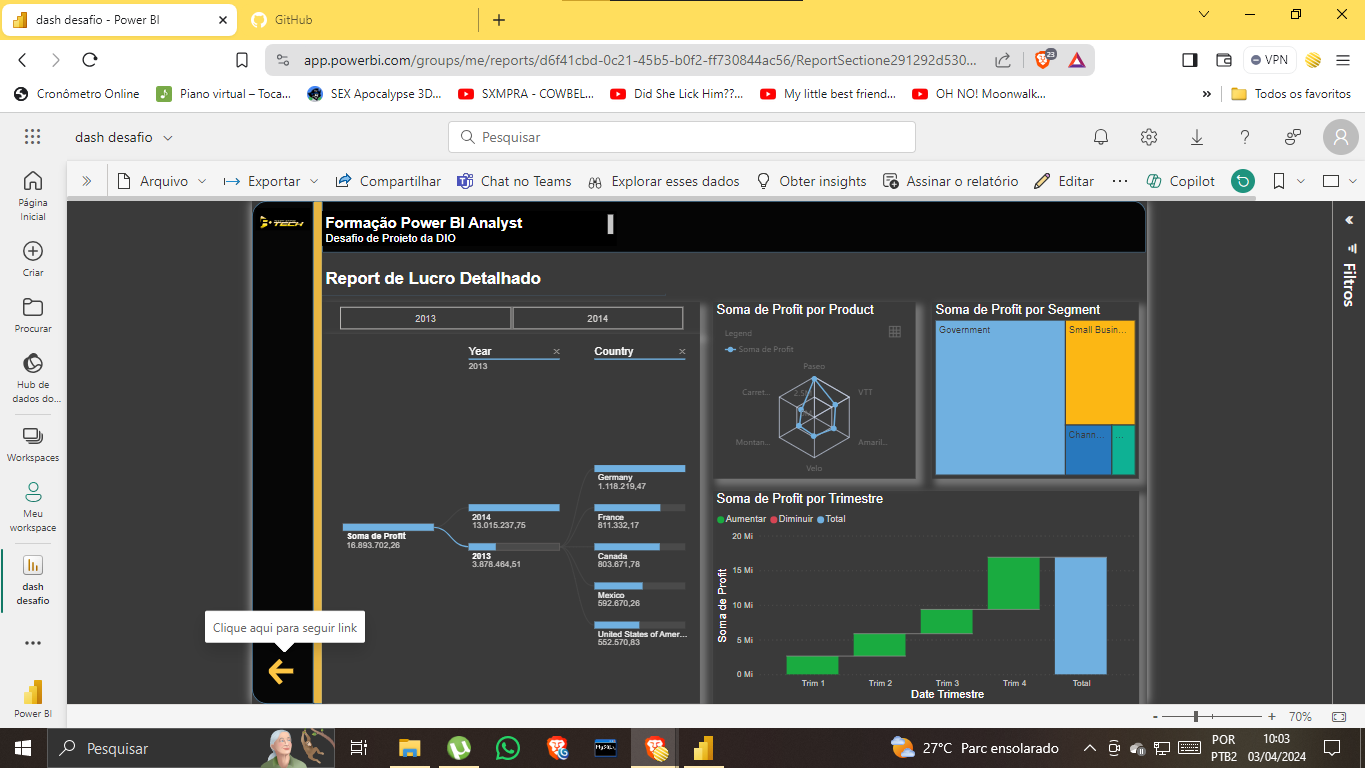 dash desafio - Power BI
GitHub
app.powerbi.com/groups/me/reports/d6f41cbd-0c21-45b5-b0f2-ff730844ac56/ReportSectione291292d530...
23
VPN
Cronômetro Online
Piano virtual – Toca...
SEX Apocalypse 3D...
SXMPRA - COWBEL...
Did She Lick Him??...
My little best friend...
OH NO! Moonwalk...
Todos os favoritos
dash desafio
Pesquisar
Arquivo
Exportar
Compartilhar
Chat no Teams
Explorar esses dados
Obter insights
Assinar o relatório
Editar
Copilot
Página
Inicial
Criar
Procurar
Hub de
dados do...
Workspaces
Meu
workspace
dash
desafio
Power BI
TECH
Formação Power BI Analyst
Desafio de Projeto da DIO
Report de Lucro Detalhado
2013
2014
Year
2013
Country
Soma de Profit
16.893.702,26
2014
13.015.237,75
2013
3.878.464,51
Germany
1.118.219,47
France
811.332,17
Canada
803.671,78
Mexico
592.670,26
United States of Amer...
552.570,83
Soma de Profit por Product
Legend
Soma de Profit
Paseo
VTT
Amaril...
Velo
Montan...
Carret...
Soma de Profit por Segment
Government
Small Busin...
Chann...
...
Soma de Profit por Trimestre
Aumentar
Diminuir
Total
Soma de Profit
20 Mi
15 Mi
10 Mi
5 Mi
0 Mi
Trim 1
Trim 2
Trim 3
Trim 4
Total
Date Trimestre
Filtros
Clique aqui para seguir link
70%
Pesquisar
MySQL
27°C Parc ensolarado
POR
PTB2
10:03
03/04/2024